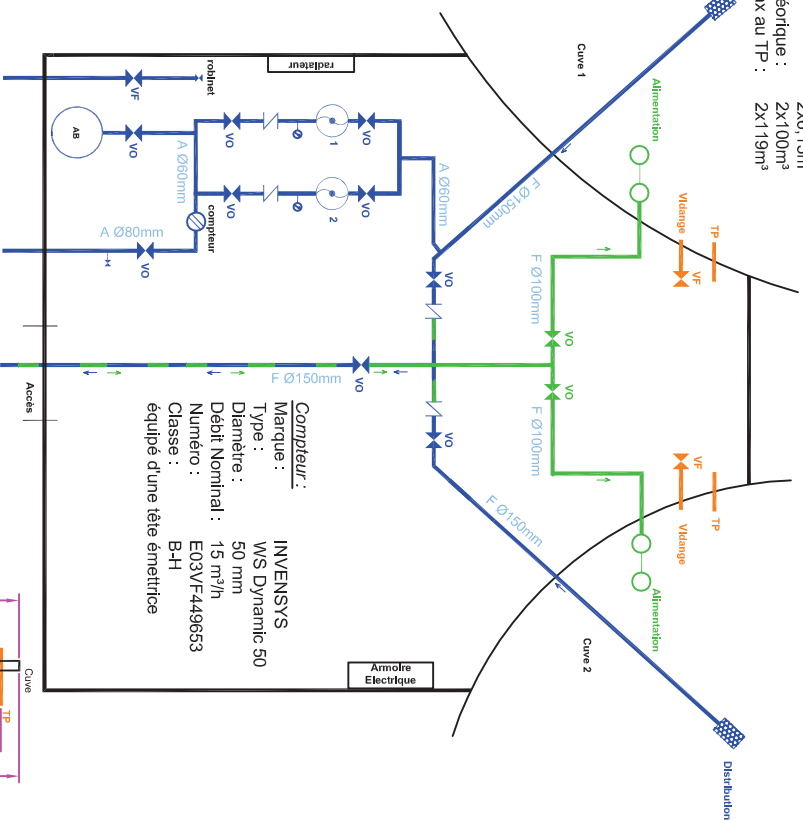 éorique :
2x100m³
ax au TP :
2x119m³
Cuve 1
Alimentation
TP
Vidange
VF
radiateur
robinet
VF
AB
VO
VO
VO
1
2
VO
VO
A Ø60mm
compteur
A Ø80mm
VO
A Ø60mm
F Ø150mm
VO
F Ø100mm
VO
VO
F Ø100mm
F Ø150mm
VO
Accès
VO
F Ø150mm
VF
TP
Vidange
Alimentation
Cuve 2
Distribution
Armoire
Electrique
Compteur :
Marque : INVENSYS
Type : WS Dynamic 50
Diamètre : 50 mm
Débit Nominal : 15 m³/h
Numéro : E03VF449653
Classe : B-H
équipé d'une tête émettrice
Cuve
TP